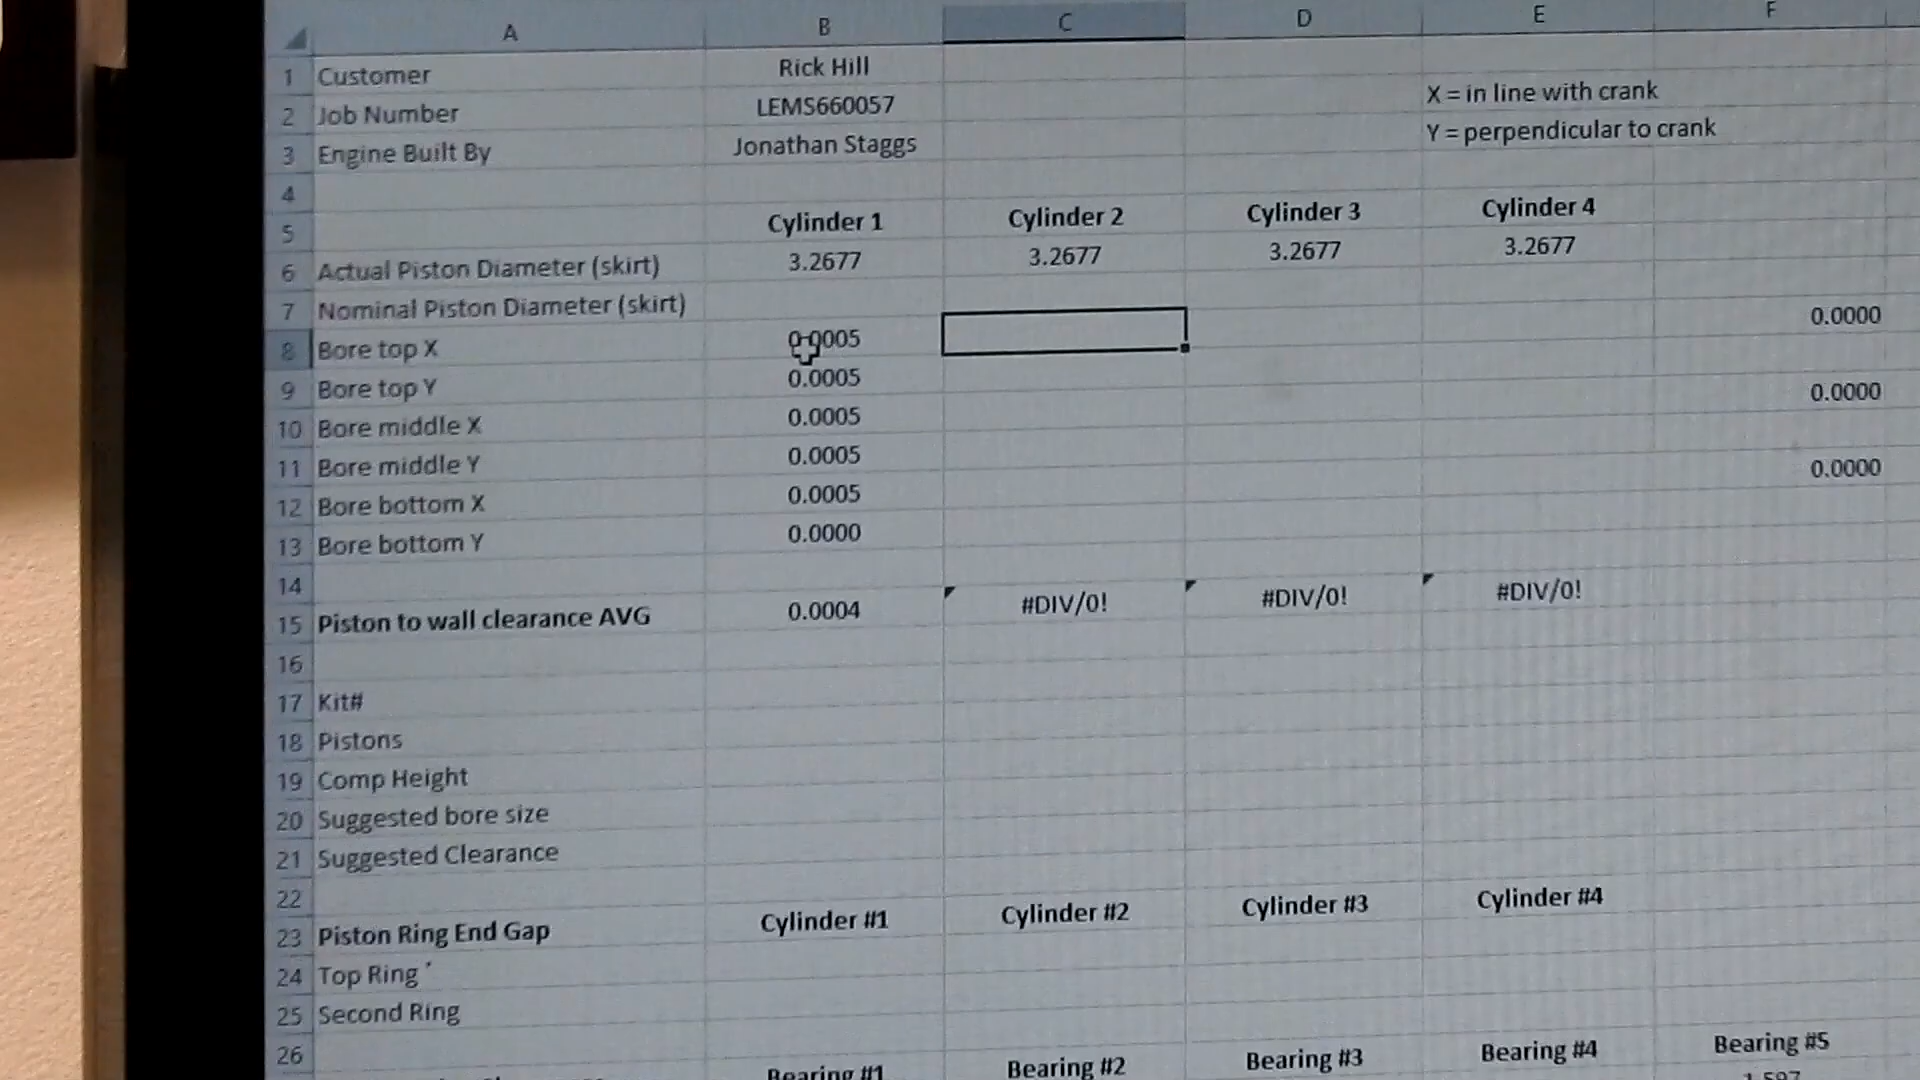 A B C D E F
1 Customer Rick Hill
2 Job Number LEMS660057 X = in line with crank
3 Engine Built By Jonathan Staggs Y = perpendicular to crank
4
5 Cylinder 1 Cylinder 2 Cylinder 3 Cylinder 4
6 Actual Piston Diameter (skirt) 3.2677 3.2677 3.2677 3.2677
7 Nominal Piston Diameter (skirt)
8 Bore top X 0.0005 0.0000
9 Bore top Y 0.0005
10 Bore middle X 0.0005 0.0000
11 Bore middle Y 0.0005
12 Bore bottom X 0.0005 0.0000
13 Bore bottom Y 0.0000
14
15 Piston to wall clearance AVG 0.0004 #DIV/0! #DIV/0! #DIV/0!
16
17 Kit#
18 Pistons
19 Comp Height
20 Suggested bore size
21 Suggested Clearance
22
23 Piston Ring End Gap Cylinder #1 Cylinder #2 Cylinder #3 Cylinder #4
24 Top Ring '
25 Second Ring
26
Bearing #1 Bearing #2 Bearing #3 Bearing #4 Bearing #5